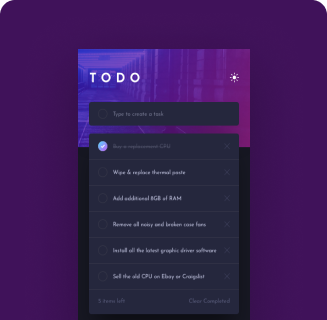 TODO
Type to create a task
Buy a replacement CPU
Wipe & replace thermal paste
Add additional 8GB of RAM
Remove all noisy and broken case fans
Install all the latest graphic driver software
Sell the old CPU on Ebay or Craigslist
5 items left
Clear Completed